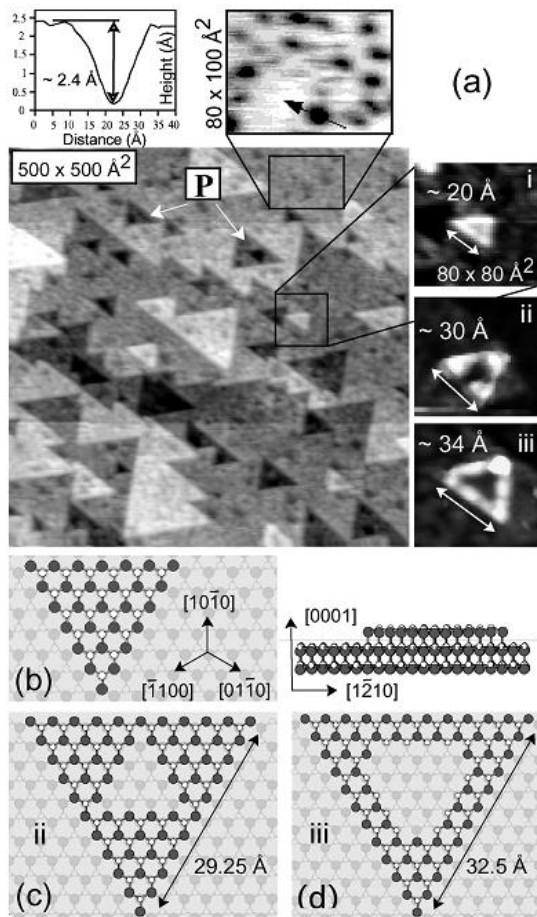 2.5
2
1.5
1
0.5
0
~ 2.4 Å
Height (Å)
0 5 10 15 20 25 30 35 40
Distance (Å)
80 x 100 Å²
(a)
500 x 500 Å²
P
i
~ 20 Å
80 x 80 Å²
ii
~ 30 Å
iii
~ 34 Å
(b)
[101̄0]
[1̄100]
[011̄0]
[0001]
[12̄10]
ii
(c)
29.25 Å
iii
(d)
32.5 Å